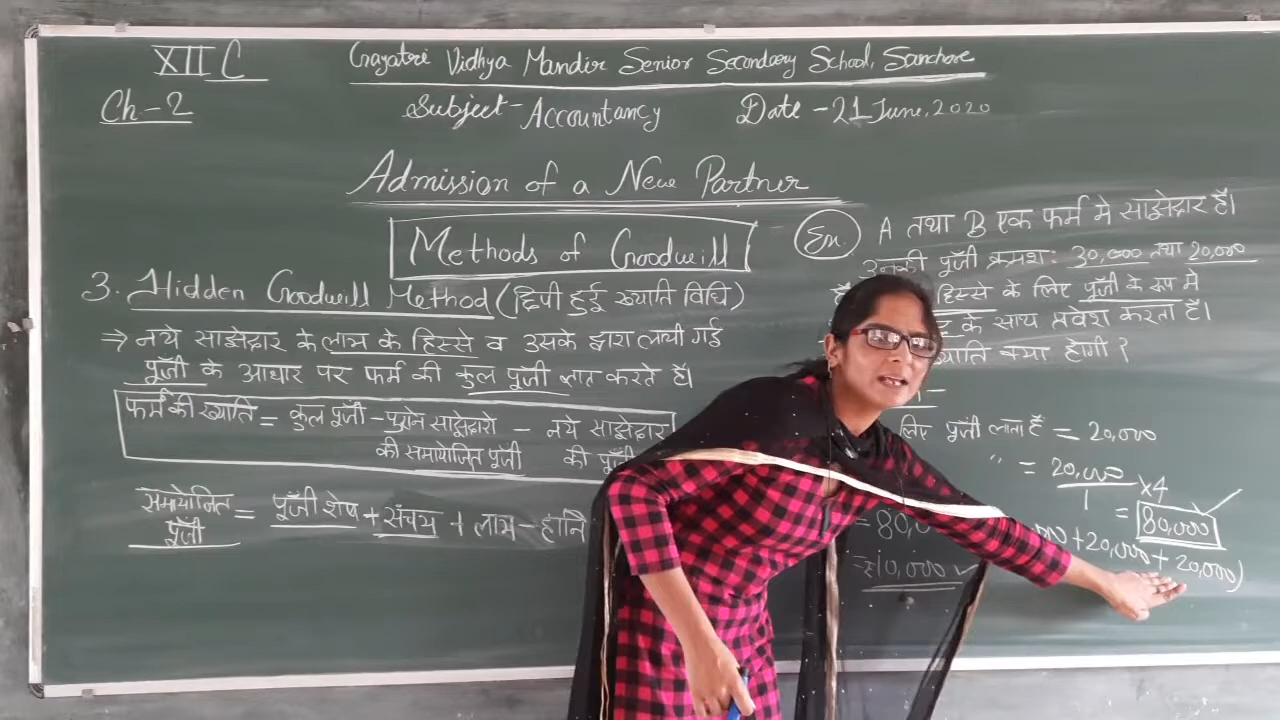 XII C
Gayatri Vidhya Mandir Senior Secondary School, Sanchore
Ch-2
Subject-Accountancy
Date -21 June, 2020
Admission of a New Partner
Methods of Goodwill
3. Hidden Goodwill Method (छिपी हुई ख्याति विधि)
⇒ नये साझेदार के लाभ के हिस्से व उसके द्वारा लायी गई
पूँजी के आधार पर फर्म की कुल पूँजी ज्ञात करते हैं।
फर्म की ख्याति = कुल पूँजी - पुराने साझेदारो - नये साझेदार
की समायोजित पूँजी की पूँजी
समायोजित पूँजी = पूँजी शेष + संचय + लाभ - हानि
Ex. A तथा B एक फर्म मे साझेदार हैं।
उनकी पूँजी क्रमशः 30,000 तथा 20,000
हिस्से के लिए पूँजी के रूप मे
के साथ प्रवेश करता है।
ख्याति क्या होगी ?
लिए पूँजी लाता हैं = 20,000
" = 20,000/1 ×4
= 80,000
= 80,0
+20,000 + 20,000)
=₹10,000